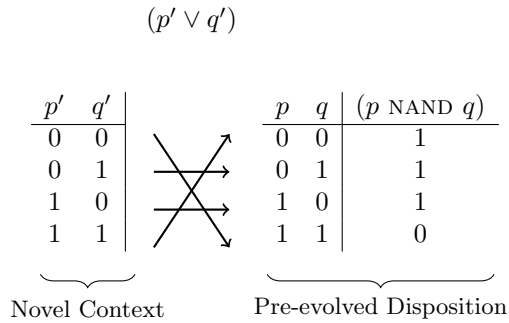 (p′ ∨ q′)
p′ q′ p q (p NAND q)
0 0 0 0 1
0 1 0 1 1
1 0 1 0 1
1 1 1 1 0
Novel Context Pre-evolved Disposition